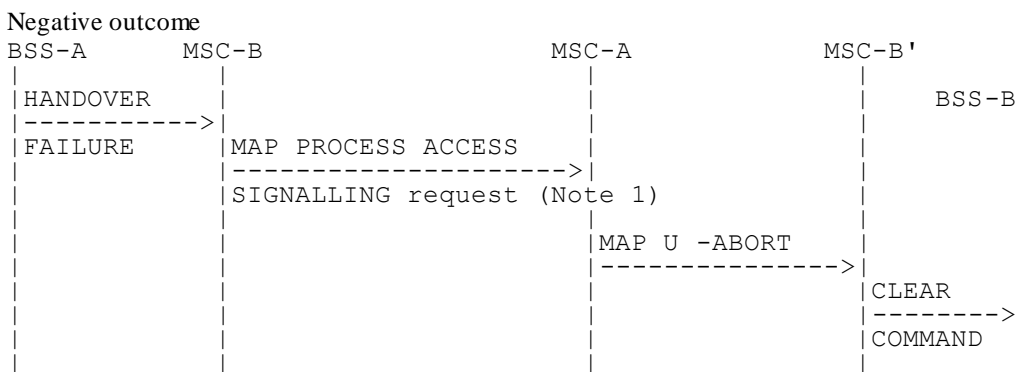 Negative outcome
BSS-A MSC-B MSC-A MSC-B'
HANDOVER BSS-B
----------->
FAILURE MAP PROCESS ACCESS
--------------------->
SIGNALLING request (Note 1)
MAP U -ABORT
--------------->
CLEAR
-------->
COMMAND